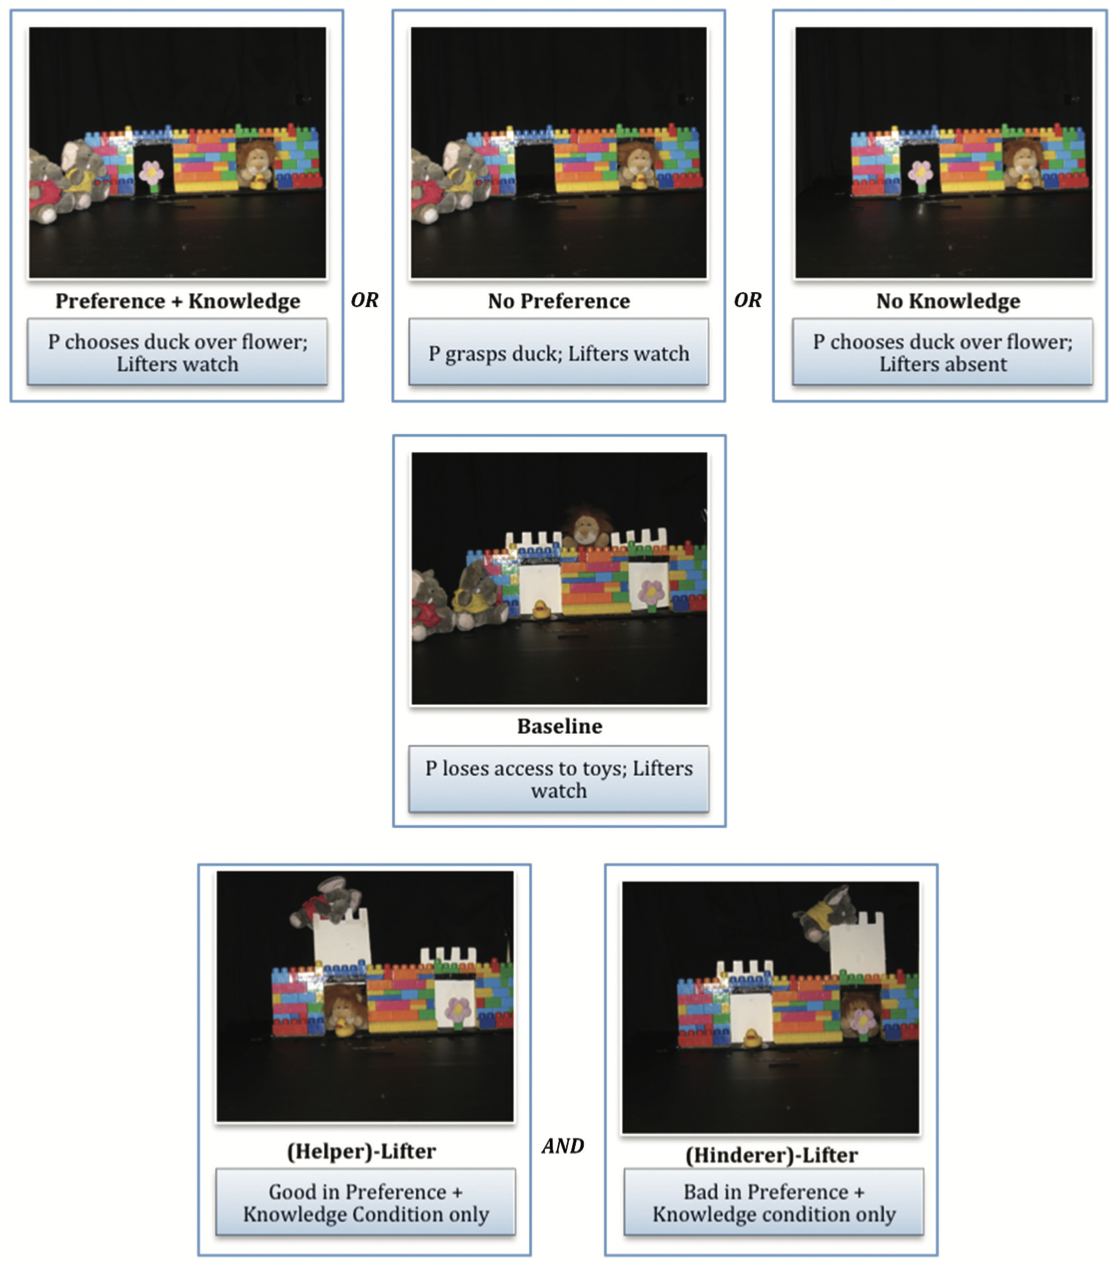 Preference + Knowledge
OR
No Preference
OR
No Knowledge
P chooses duck over flower;
Lifters watch
P grasps duck; Lifters watch
P chooses duck over flower;
Lifters absent
Baseline
P loses access to toys; Lifters
watch
(Helper)-Lifter
AND
(Hinderer)-Lifter
Good in Preference +
Knowledge Condition only
Bad in Preference +
Knowledge condition only